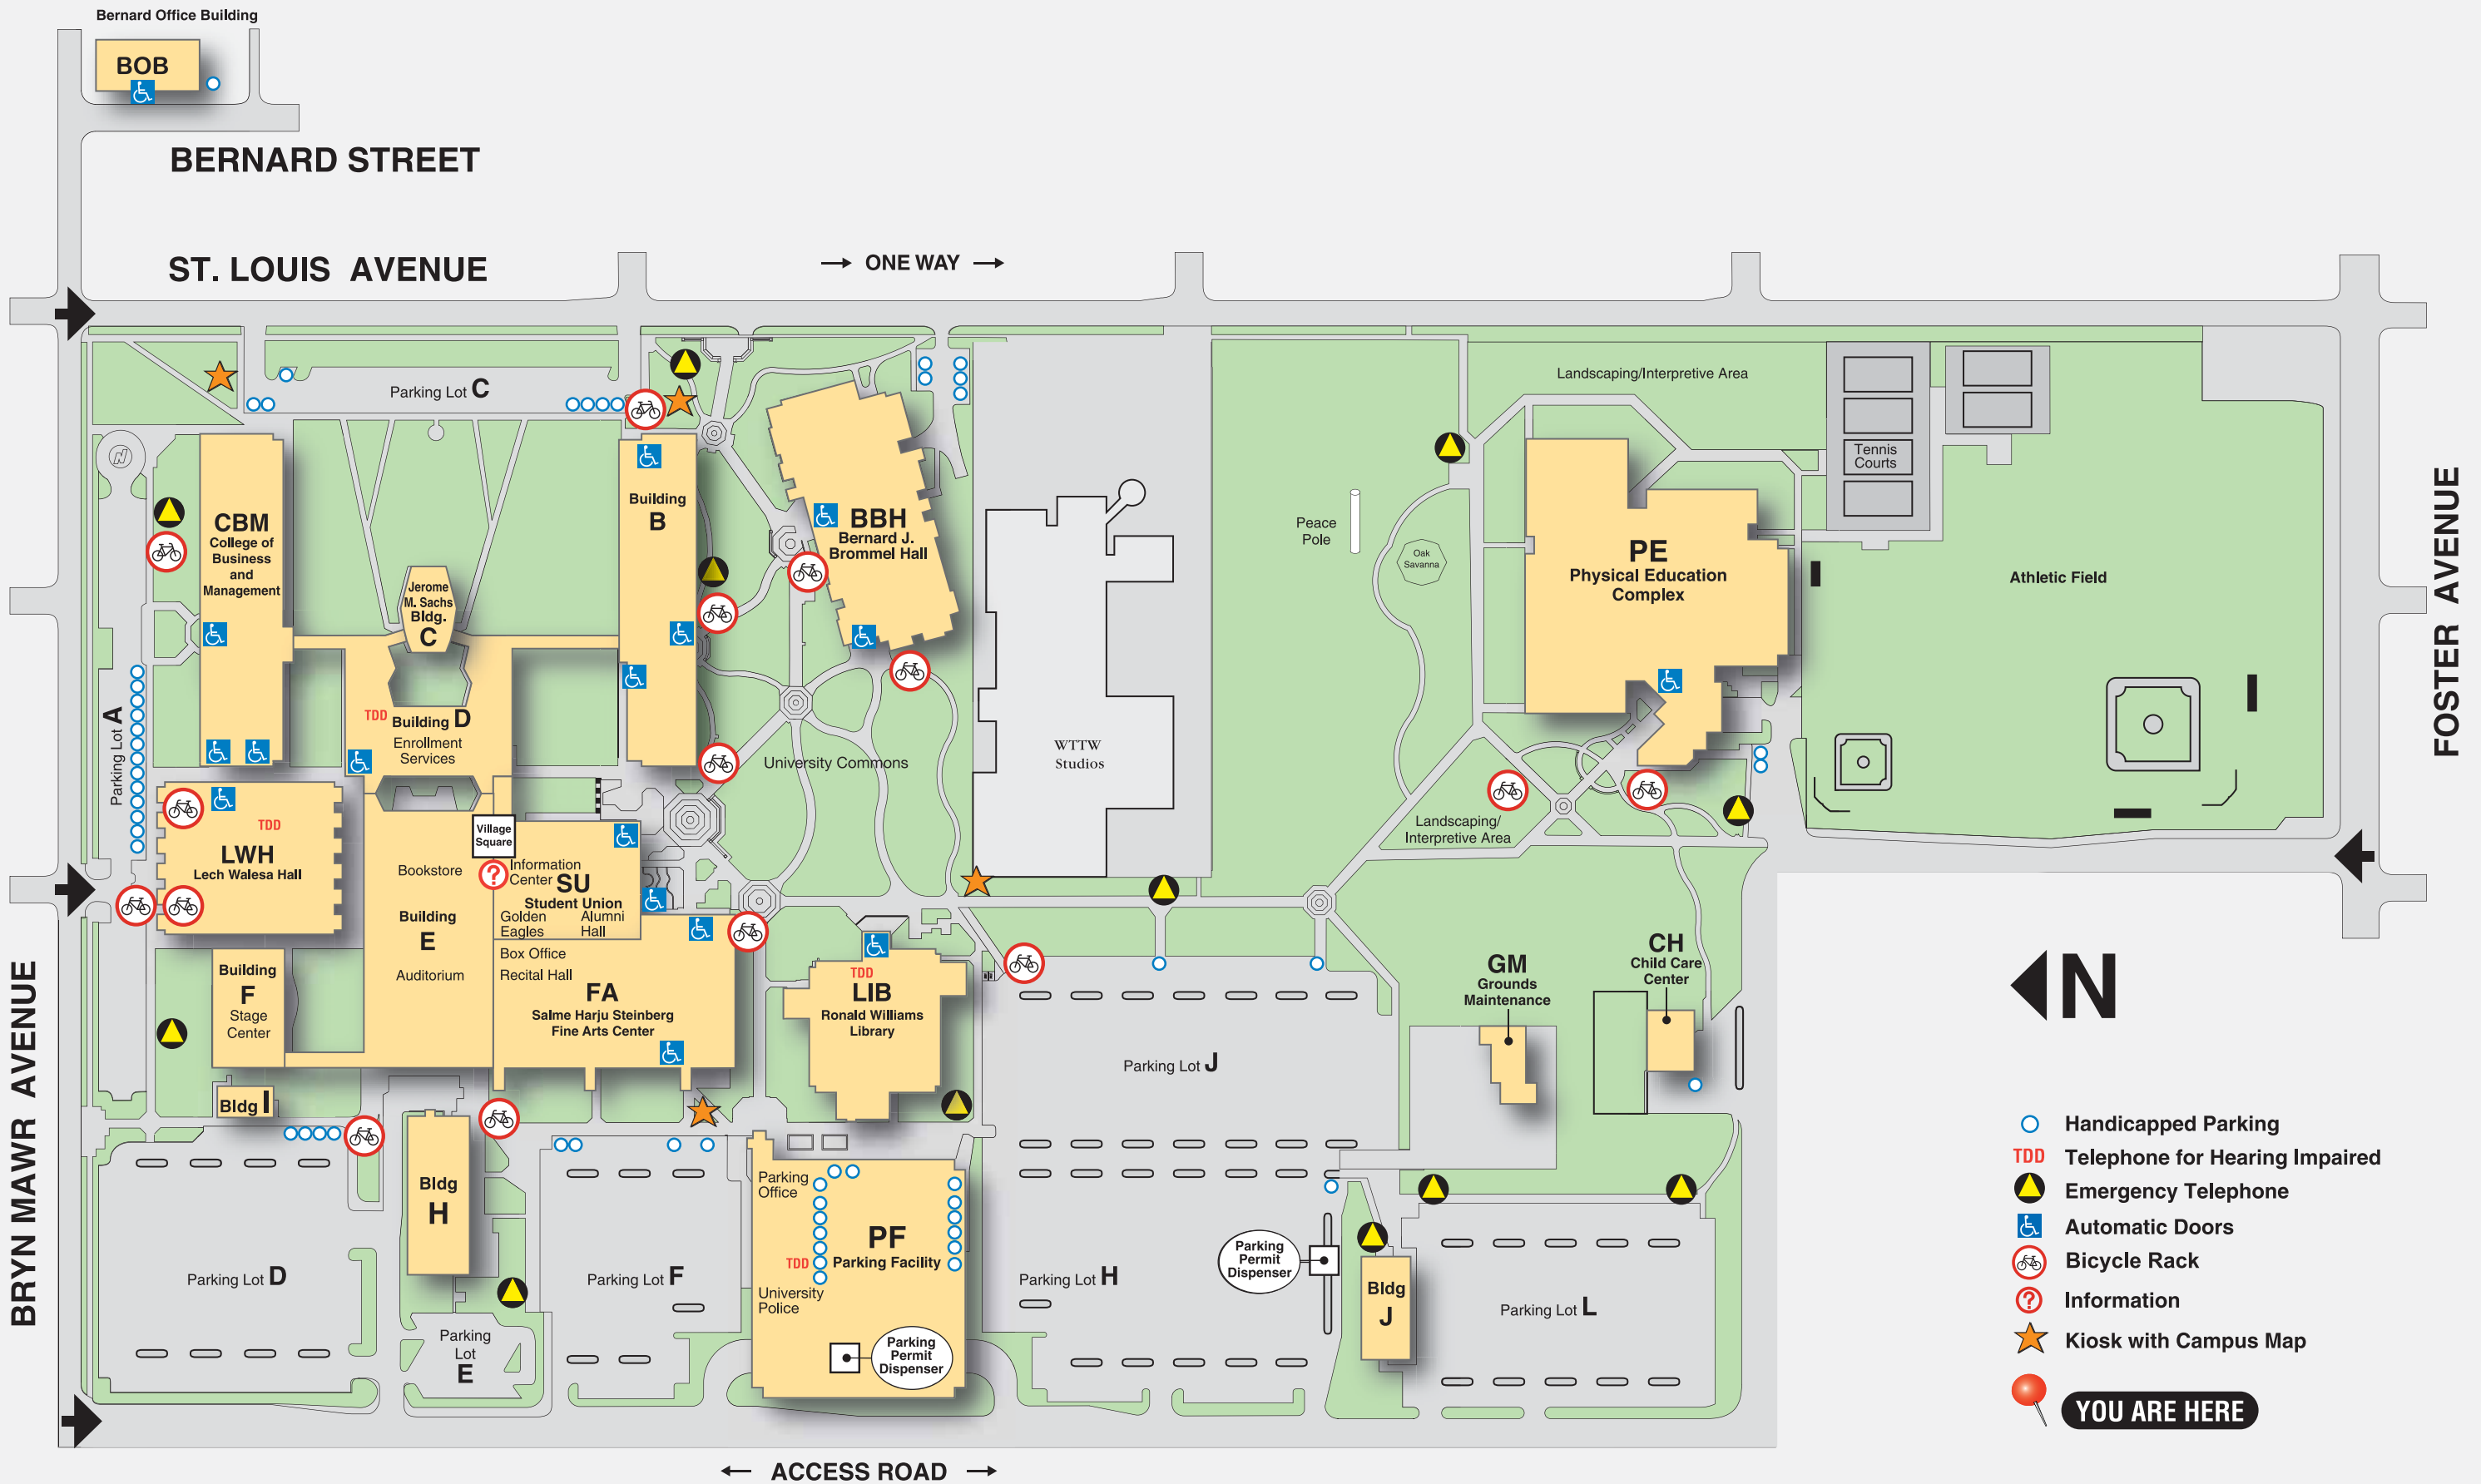 Bernard Office Building
BOB
BERNARD STREET
ST. LOUIS AVENUE
→ ONE WAY →
Parking Lot C
Landscaping/Interpretive Area
Tennis
Courts
Building
B
CBM
College of
Business
and
Management
BBH
Bernard J.
Brommel Hall
Peace
Pole
Oak
Savanna
PE
Physical Education
Complex
Athletic Field
FOSTER AVENUE
Jerome
M. Sachs
Bldg.
C
Parking Lot A
TDD
Building D
Enrollment
Services
University Commons
WTTW
Studios
Landscaping/
Interpretive Area
TDD
LWH
Lech Walesa Hall
Village
Square
Bookstore
?
Information
Center
SU
Student Union
Golden
Eagles
Alumni
Hall
Building
E
Auditorium
Box Office
Recital Hall
FA
Salme Harju Steinberg
Fine Arts Center
Building
F
Stage
Center
TDD
LIB
Ronald Williams
Library
GM
Grounds
Maintenance
CH
Child Care
Center
N
BRYN MAWR AVENUE
Bldg I
Parking Lot J
Bldg
H
Parking
Office
PF
Parking Facility
TDD
University
Police
Parking
Permit
Dispenser
Parking Lot D
Parking Lot F
Parking Lot H
Parking
Permit
Dispenser
Bldg
J
Parking Lot L
Parking
Lot
E
Handicapped Parking
TDD Telephone for Hearing Impaired
Emergency Telephone
Automatic Doors
Bicycle Rack
? Information
Kiosk with Campus Map
YOU ARE HERE
← ACCESS ROAD →